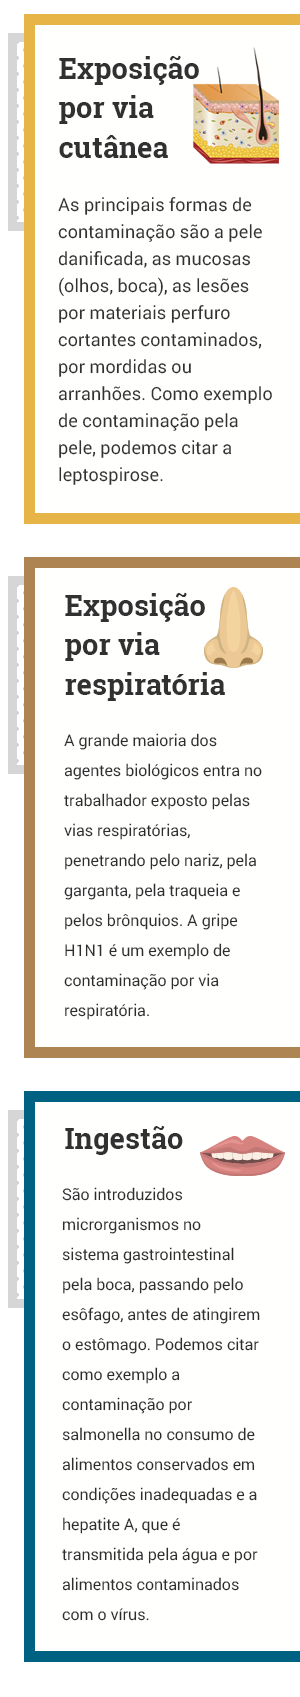 Exposição
por via
cutânea
As principais formas de
contaminação são a pele
danificada, as mucosas
(olhos, boca), as lesões
por materiais perfuro
cortantes contaminados,
por mordidas ou
arranhões. Como exemplo
de contaminação pela
pele, podemos citar a
leptospirose.
Exposição
por via
respiratória
A grande maioria dos
agentes biológicos entra no
trabalhador exposto pelas
vias respiratórias,
penetrando pelo nariz, pela
garganta, pela traqueia e
pelos brônquios. A gripe
H1N1 é um exemplo de
contaminação por via
respiratória.
Ingestão
São introduzidos
microrganismos no
sistema gastrointestinal
pela boca, passando pelo
esôfago, antes de atingirem
o estômago. Podemos citar
como exemplo a
contaminação por
salmonella no consumo de
alimentos conservados em
condições inadequadas e a
hepatite A, que é
transmitida pela água e por
alimentos contaminados
com o vírus.